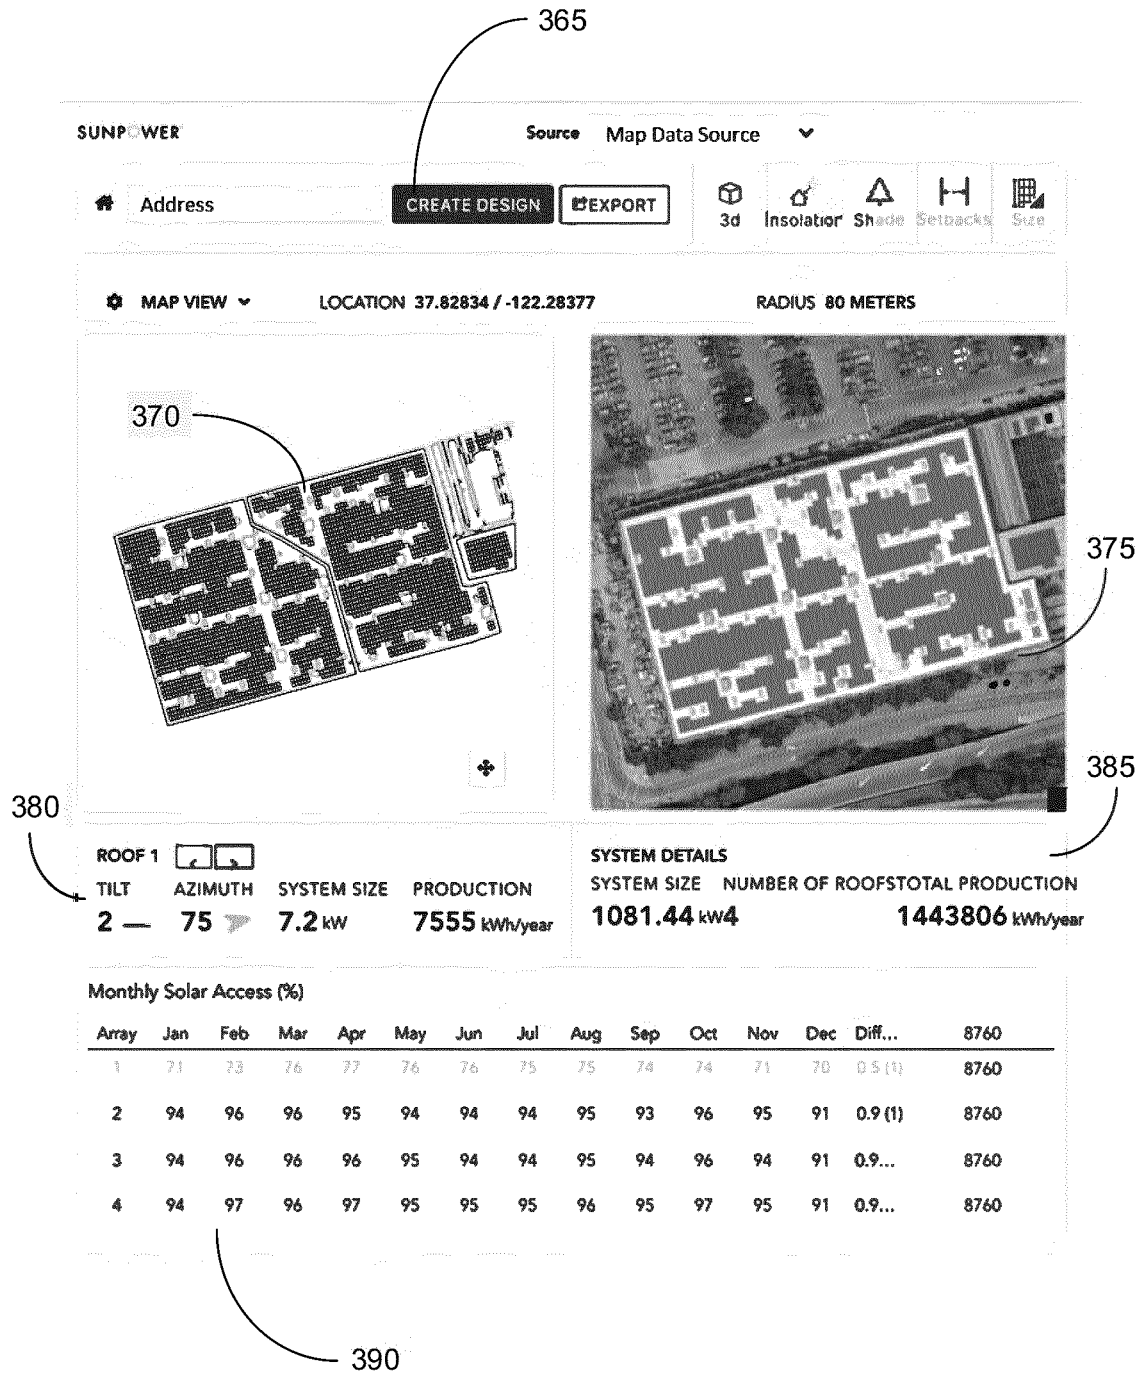 365
SUNPOWER Source Map Data Source
Address CREATE DESIGN EXPORT 3d Insolation Shade Setbacks Size
MAP VIEW LOCATION 37.82834 / -122.28377 RADIUS 80 METERS
370
375
385
380
ROOF 1
TILT AZIMUTH SYSTEM SIZE PRODUCTION
2 75 7.2 kW 7555 kWh/year
SYSTEM DETAILS
SYSTEM SIZE NUMBER OF ROOFSTOTAL PRODUCTION
1081.44 kW4 1443806 kWh/year
Monthly Solar Access (%)
Array Jan Feb Mar Apr May Jun Jul Aug Sep Oct Nov Dec Diff... 8760
1 71 73 76 77 76 76 75 75 74 74 71 70 0.5 (1) 8760
2 94 96 96 95 94 94 94 95 93 96 95 91 0.9 (1) 8760
3 94 96 96 96 95 94 94 95 94 96 94 91 0.9... 8760
4 94 97 96 97 95 95 95 96 95 97 95 91 0.9... 8760
390